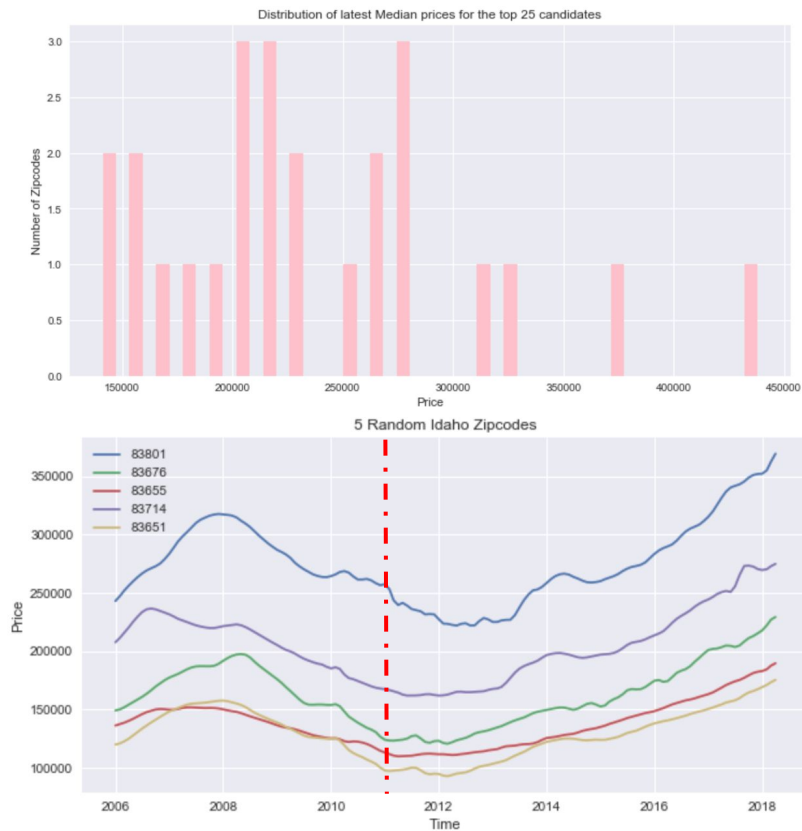 Distribution of latest Median prices for the top 25 candidates
3.0
2.5
2.0
1.5
1.0
0.5
0.0
Number of Zipcodes
150000 200000 250000 300000 350000 400000 450000
Price
5 Random Idaho Zipcodes
83801
83676
83655
83714
83651
350000
300000
250000
200000
150000
100000
Price
2006 2008 2010 2012 2014 2016 2018
Time